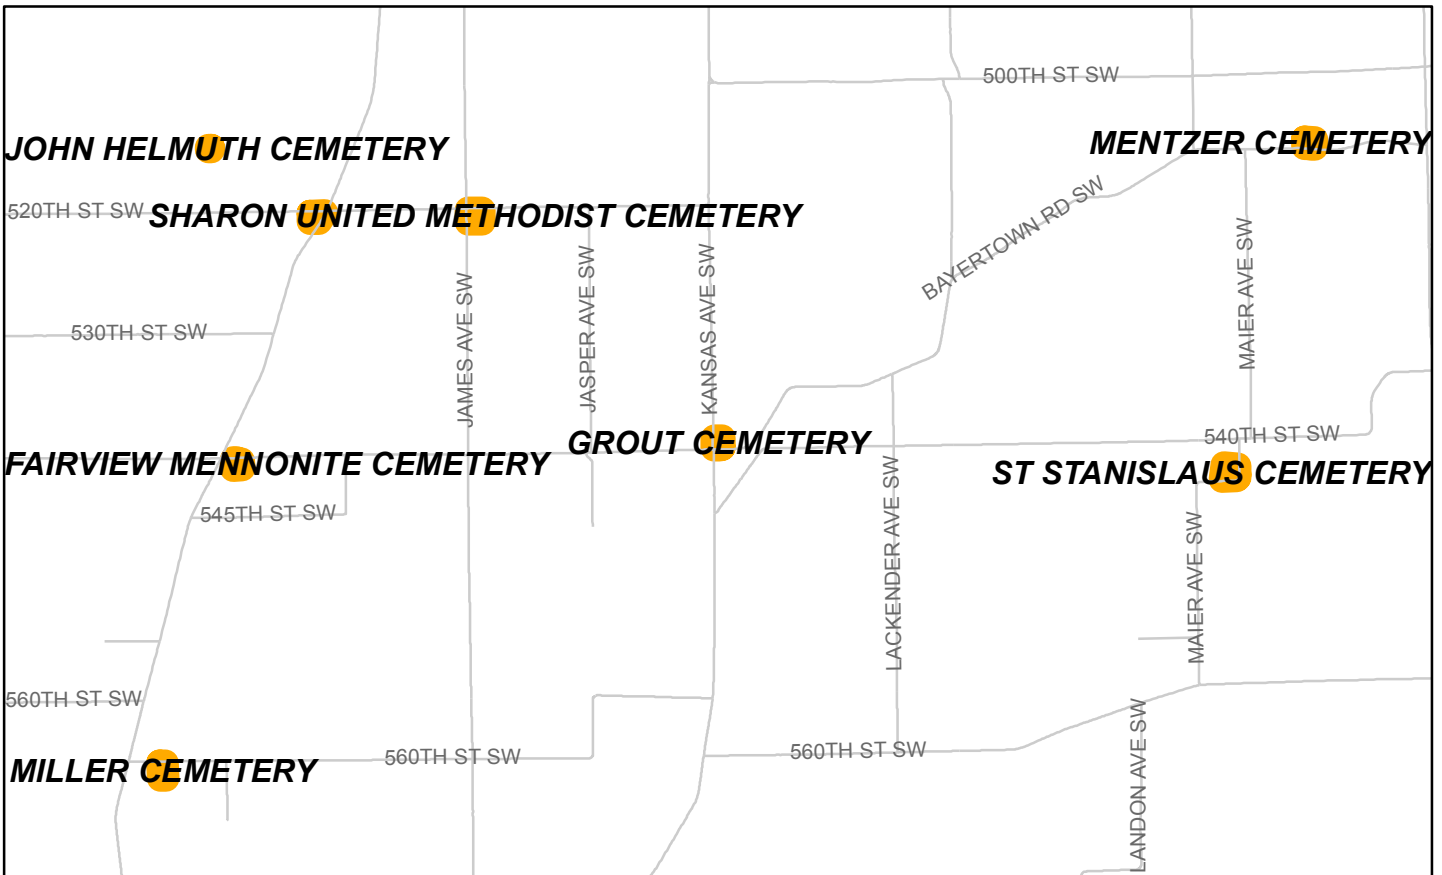 500TH ST SW
JOHN HELMUTH CEMETERY
MENTZER CEMETERY
520TH ST SW
SHARON UNITED METHODIST CEMETERY
BAYERTOWN RD SW
MAIER AVE SW
JAMES AVE SW
JASPER AVE SW
KANSAS AVE SW
530TH ST SW
GROUT CEMETERY
540TH ST SW
FAIRVIEW MENNONITE CEMETERY
ST STANISLAUS CEMETERY
545TH ST SW
LACKENDER AVE SW
MAIER AVE SW
560TH ST SW
560TH ST SW
560TH ST SW
LANDON AVE SW
MILLER CEMETERY